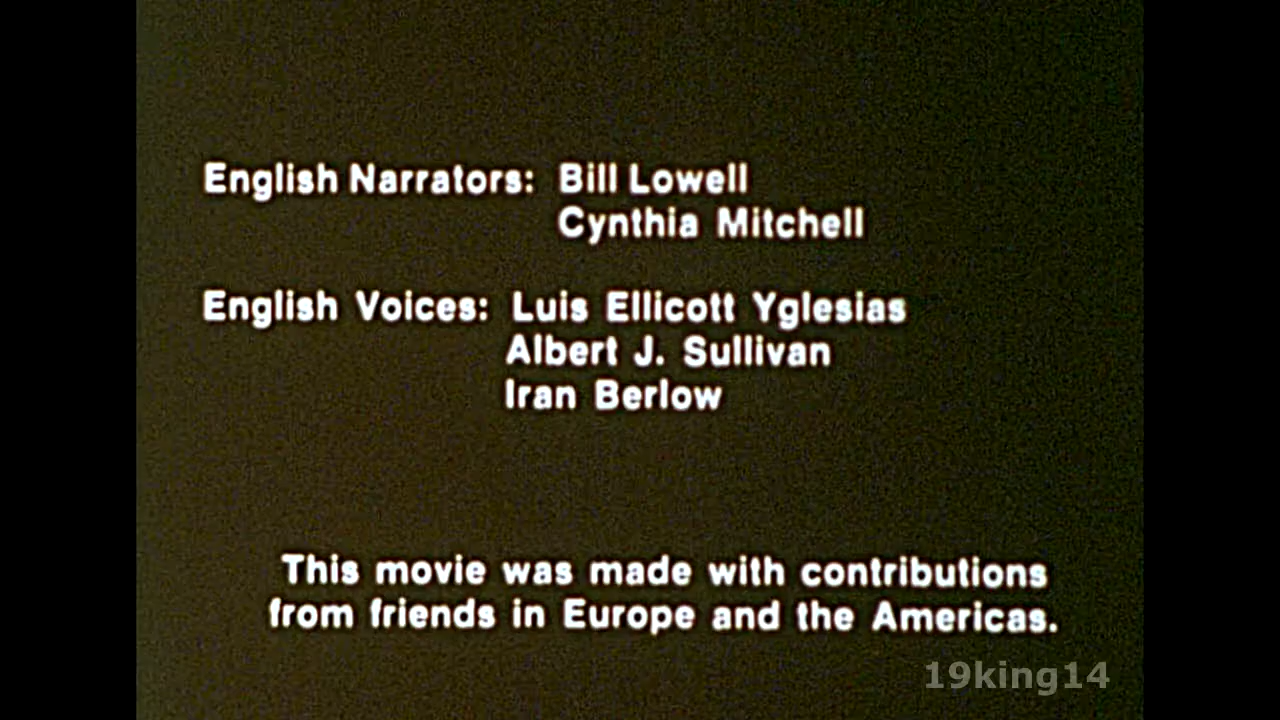 English Narrators: Bill Lowell
Cynthia Mitchell
English Voices: Luis Ellicott Yglesias
Albert J. Sullivan
Iran Berlow
This movie was made with contributions
from friends in Europe and the Americas.
19king14